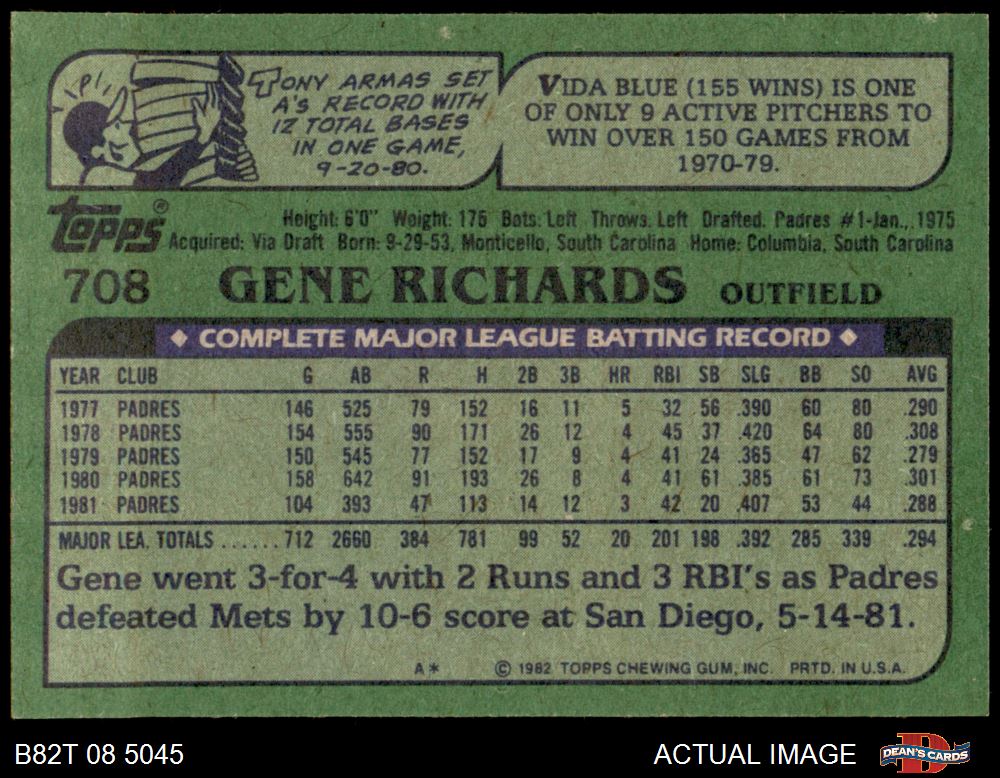 P!
TONY ARMAS SET
A'S RECORD WITH
12 TOTAL BASES
IN ONE GAME,
9-20-80.
VIDA BLUE (155 WINS) IS ONE
OF ONLY 9 ACTIVE PITCHERS TO
WIN OVER 150 GAMES FROM
1970-79.
topps®
Height: 6'0" Weight: 175 Bats: Left Throws: Left Drafted: Padres #1-Jan., 1975
Acquired: Via Draft Born: 9-29-53, Monticello, South Carolina Home: Columbia, South Carolina
708 GENE RICHARDS OUTFIELD
◆ COMPLETE MAJOR LEAGUE BATTING RECORD ◆
YEAR CLUB G AB R H 2B 3B HR RBI SB SLG BB SO AVG
1977 PADRES 146 525 79 152 16 11 5 32 56 .390 60 80 .290
1978 PADRES 154 555 90 171 26 12 4 45 37 .420 64 80 .308
1979 PADRES 150 545 77 152 17 9 4 41 24 .365 47 62 .279
1980 PADRES 158 642 91 193 26 8 4 41 61 .385 61 73 .301
1981 PADRES 104 393 47 113 14 12 3 42 20 .407 53 44 .288
MAJOR LEA. TOTALS ...... 712 2660 384 781 99 52 20 201 198 .392 285 339 .294
Gene went 3-for-4 with 2 Runs and 3 RBI's as Padres
defeated Mets by 10-6 score at San Diego, 5-14-81.
A* © 1982 TOPPS CHEWING GUM, INC. PRTD. IN U.S.A.
B82T 08 5045 ACTUAL IMAGE DEAN'S CARDS